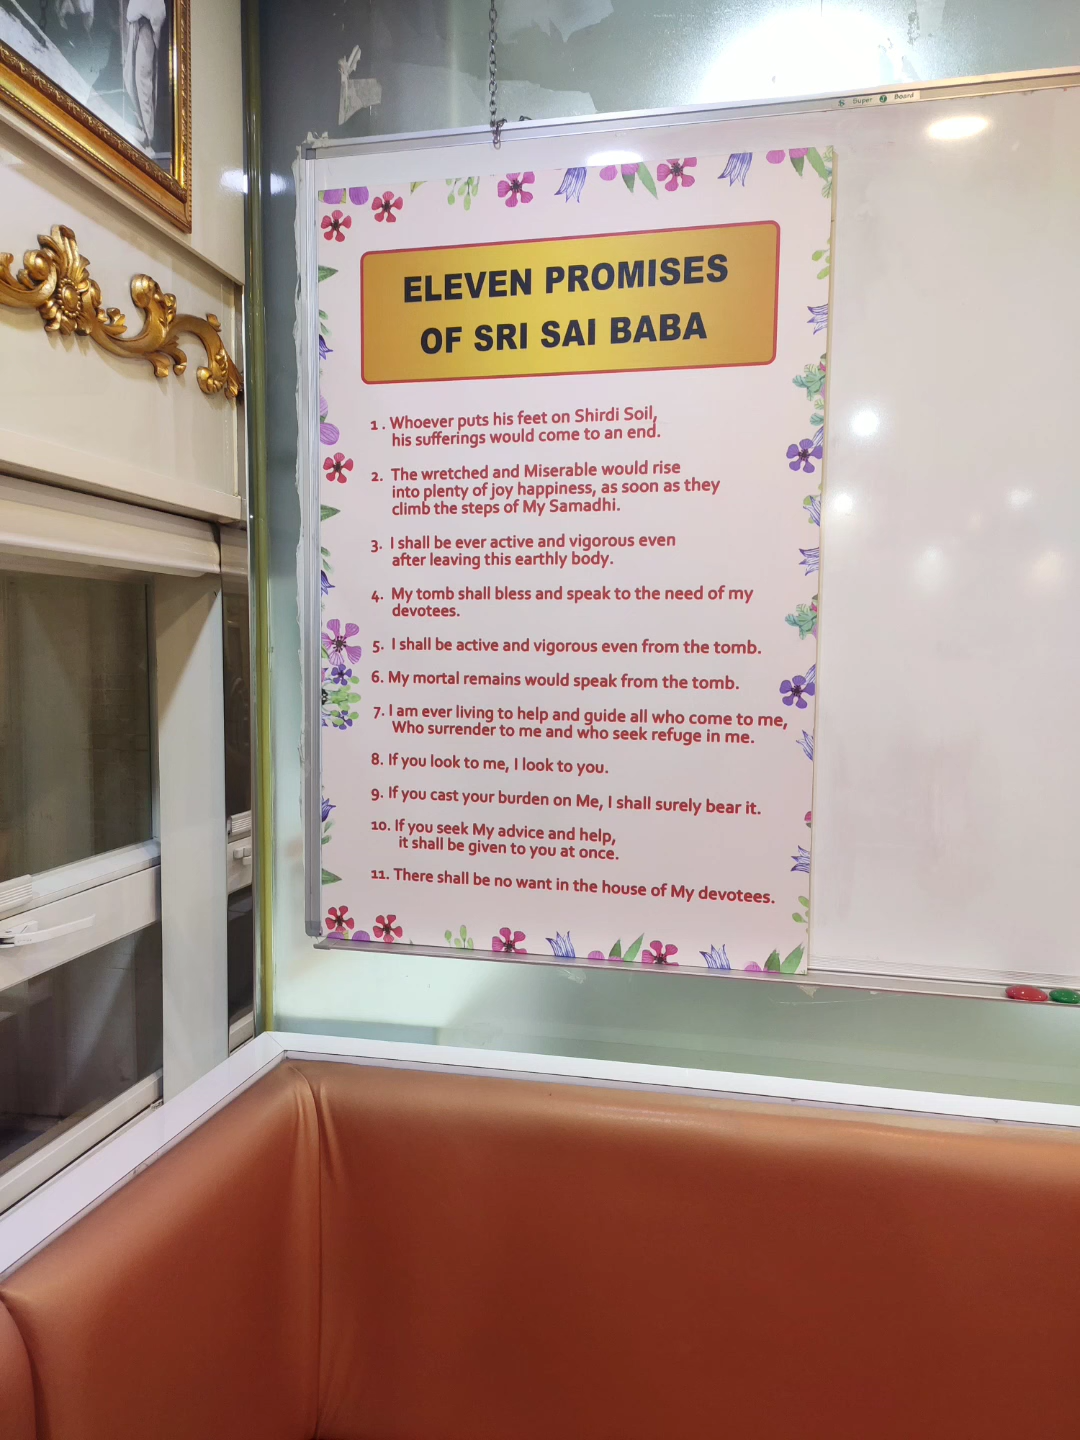 S Super Board
ELEVEN PROMISES
OF SRI SAI BABA
1 . Whoever puts his feet on Shirdi Soil,
his sufferings would come to an end.
2. The wretched and Miserable would rise
into plenty of joy happiness, as soon as they
climb the steps of My Samadhi.
3. I shall be ever active and vigorous even
after leaving this earthly body.
4. My tomb shall bless and speak to the need of my
devotees.
5. I shall be active and vigorous even from the tomb.
6. My mortal remains would speak from the tomb.
7. I am ever living to help and guide all who come to me,
Who surrender to me and who seek refuge in me.
8. If you look to me, I look to you.
9. If you cast your burden on Me, I shall surely bear it.
10. If you seek My advice and help,
it shall be given to you at once.
11. There shall be no want in the house of My devotees.